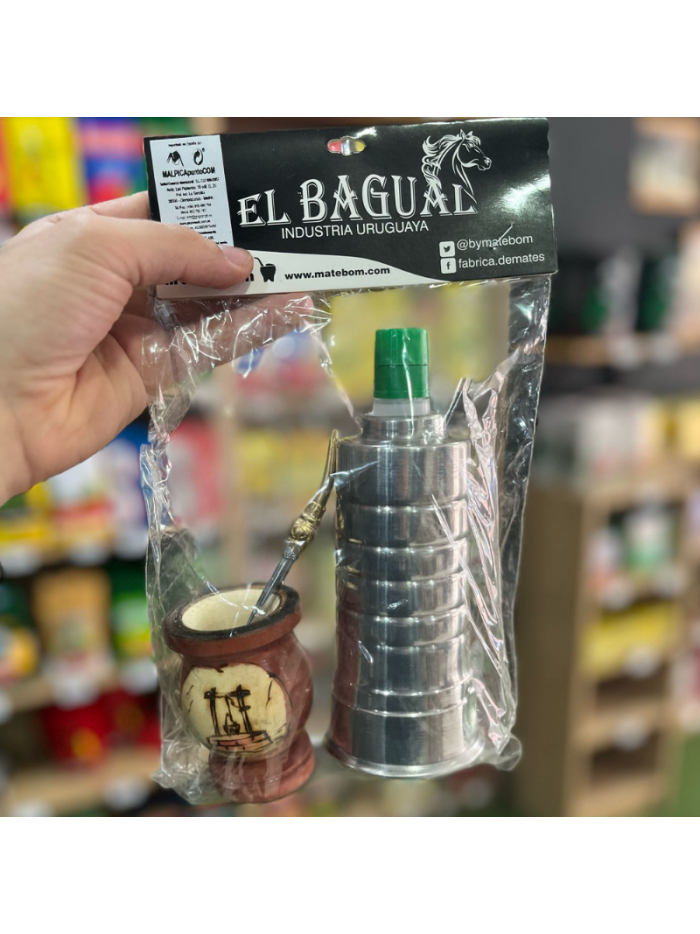 MALPICApuntoCOM
EL BAGUAL
INDUSTRIA URUGUAYA
@bymatebom
fabrica.demates
www.matebom.com